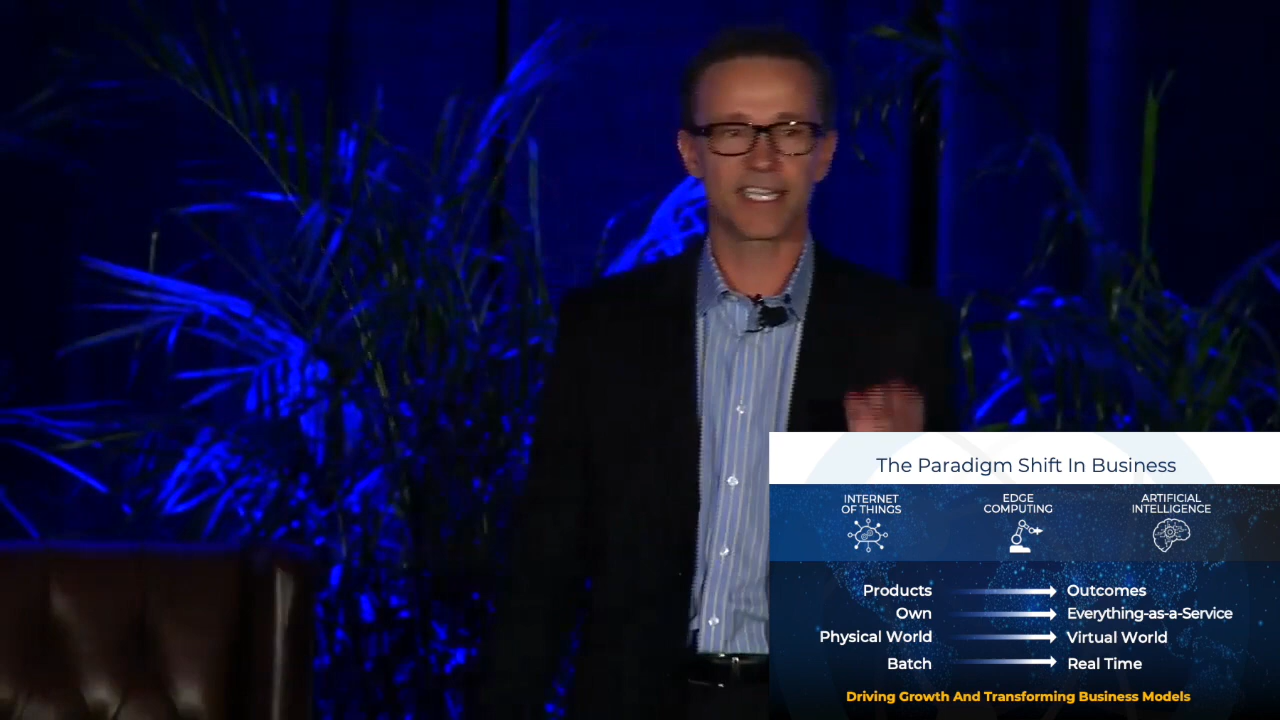 The Paradigm Shift In Business
INTERNET
OF THINGS
EDGE
COMPUTING
ARTIFICIAL
INTELLIGENCE
Products Outcomes
Own Everything-as-a-Service
Physical World Virtual World
Batch Real Time
Driving Growth And Transforming Business Models